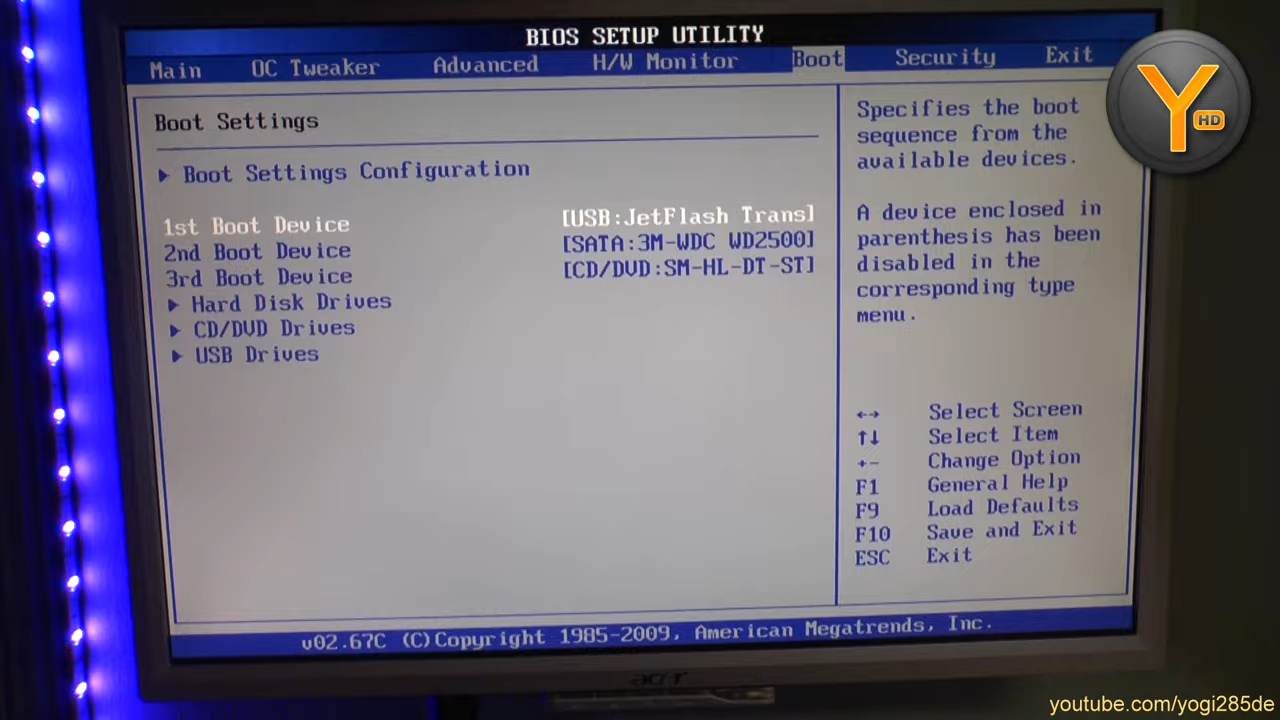 BIOS SETUP UTILITY
Main OC Tweaker Advanced H/W Monitor Boot Security Exit
Boot Settings
Boot Settings Configuration
1st Boot Device [USB:JetFlash Trans]
2nd Boot Device [SATA:3M-WDC WD2500]
3rd Boot Device [CD/DVD:SM-HL-DT-ST]
Hard Disk Drives
CD/DVD Drives
USB Drives
Specifies the boot
sequence from the
available devices.
A device enclosed in
parenthesis has been
disabled in the
corresponding type
menu.
↔ Select Screen
↑↓ Select Item
+- Change Option
F1 General Help
F9 Load Defaults
F10 Save and Exit
ESC Exit
v02.67C (C)Copyright 1985-2009, American Megatrends, Inc.
acer
Y HD
youtube.com/yogi285de